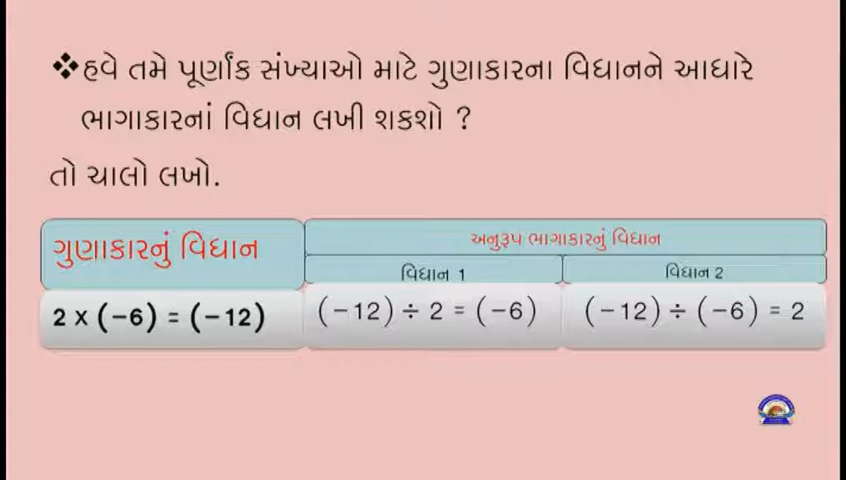 ❖હવે તમે પૂર્ણાંક સંખ્યાઓ માટે ગુણાકારના વિધાનને આધારે
ભાગાકારનાં વિધાન લખી શકશો ?
તો ચાલો લખો.
ગુણાકારનું વિધાન
અનુરૂપ ભાગાકારનું વિધાન
વિધાન 1
વિધાન 2
2 x (−6) = (−12)
(−12) ÷ 2 = (−6)
(−12) ÷ (−6) = 2